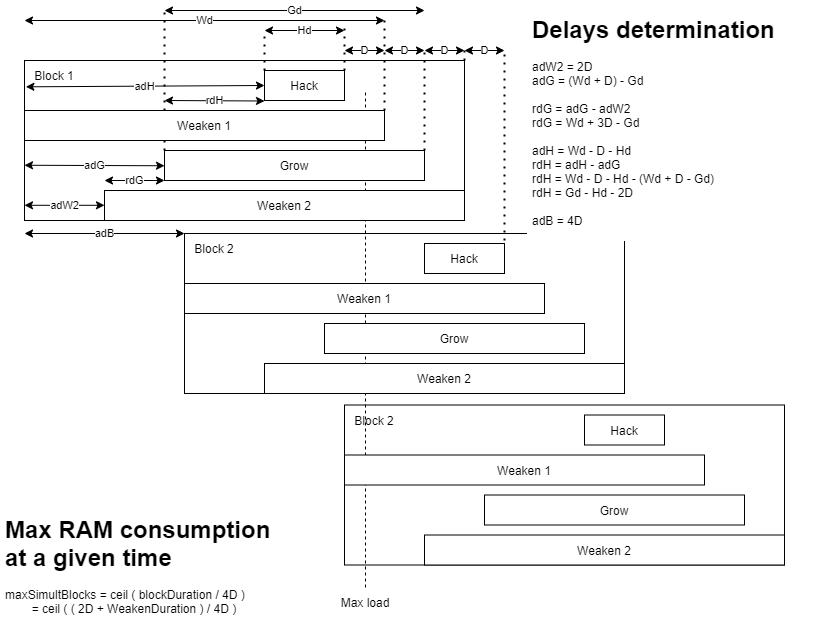 Gd
Wd
Hd
D
D
D
D
Delays determination
Block 1
adH
Hack
rdH
Weaken 1
adG
Grow
rdG
adW2
Weaken 2
adB
adW2 = 2D
adG = (Wd + D) - Gd
rdG = adG - adW2
rdG = Wd + 3D - Gd
adH = Wd - D - Hd
rdH = adH - adG
rdH = Wd - D - Hd - (Wd + D - Gd)
rdH = Gd - Hd - 2D
adB = 4D
Block 2
Hack
Weaken 1
Grow
Weaken 2
Block 2
Hack
Weaken 1
Grow
Weaken 2
Max RAM consumption
at a given time
maxSimultBlocks = ceil ( blockDuration / 4D )
= ceil ( ( 2D + WeakenDuration ) / 4D )
Max load